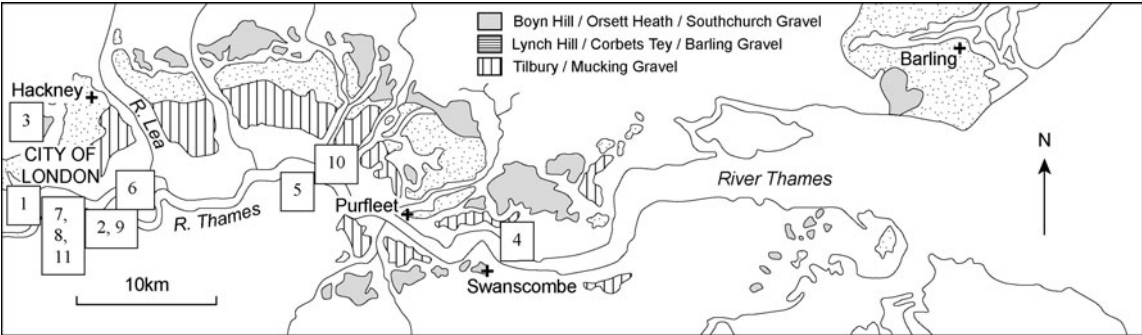 Boyn Hill / Orsett Heath / Southchurch Gravel
Lynch Hill / Corbets Tey / Barling Gravel
Tilbury / Mucking Gravel
Barling
Hackney
3
R. Lea
CITY OF
LONDON
10
N
1
6
5
River Thames
7,
8,
11
2, 9
R. Thames
Purfleet
4
Swanscombe
10km